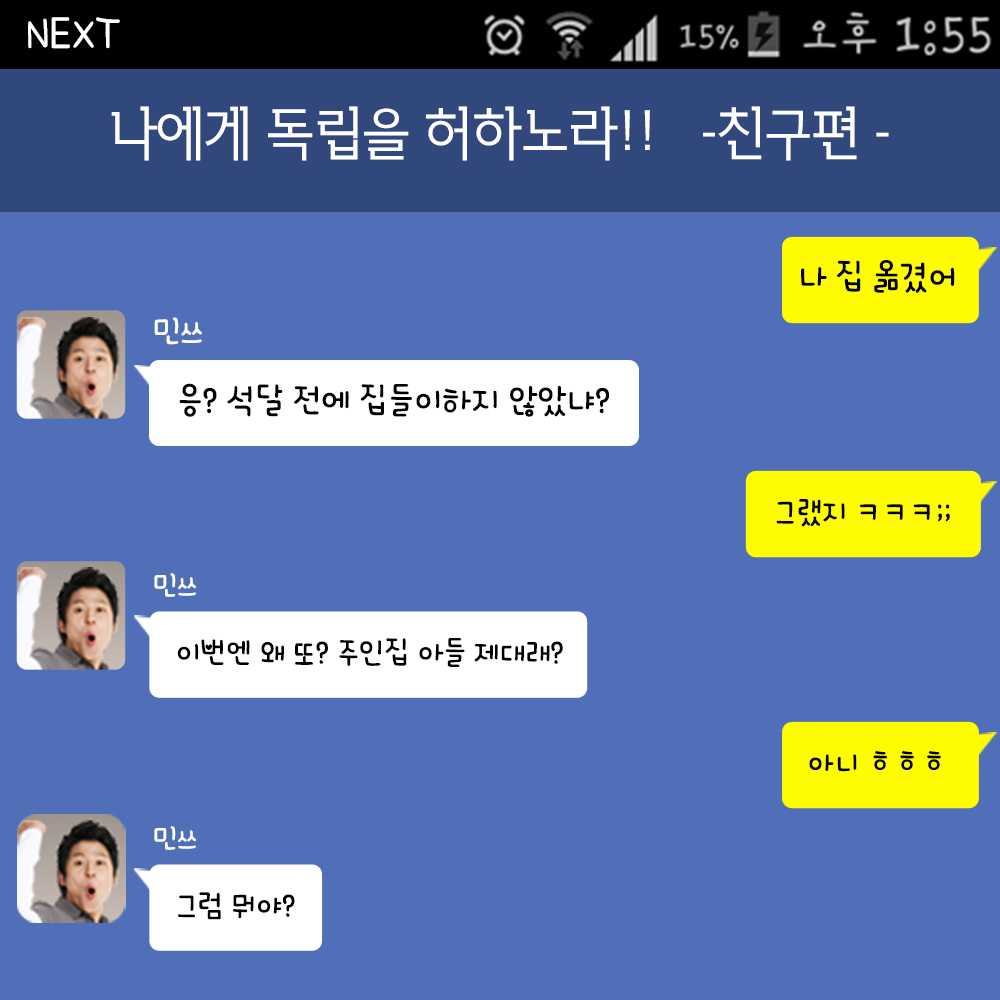 NEXT 15% 오후 1:55
나에게 독립을 허하노라!! -친구편 -
나 집 옮겼어
민쓰
응? 석달 전에 집들이하지 않았냐?
그랬지 ㅋㅋㅋ;;
민쓰
이번엔 왜 또? 주인집 아들 제대래?
아니 ㅎㅎㅎ
민쓰
그럼 뭐야?